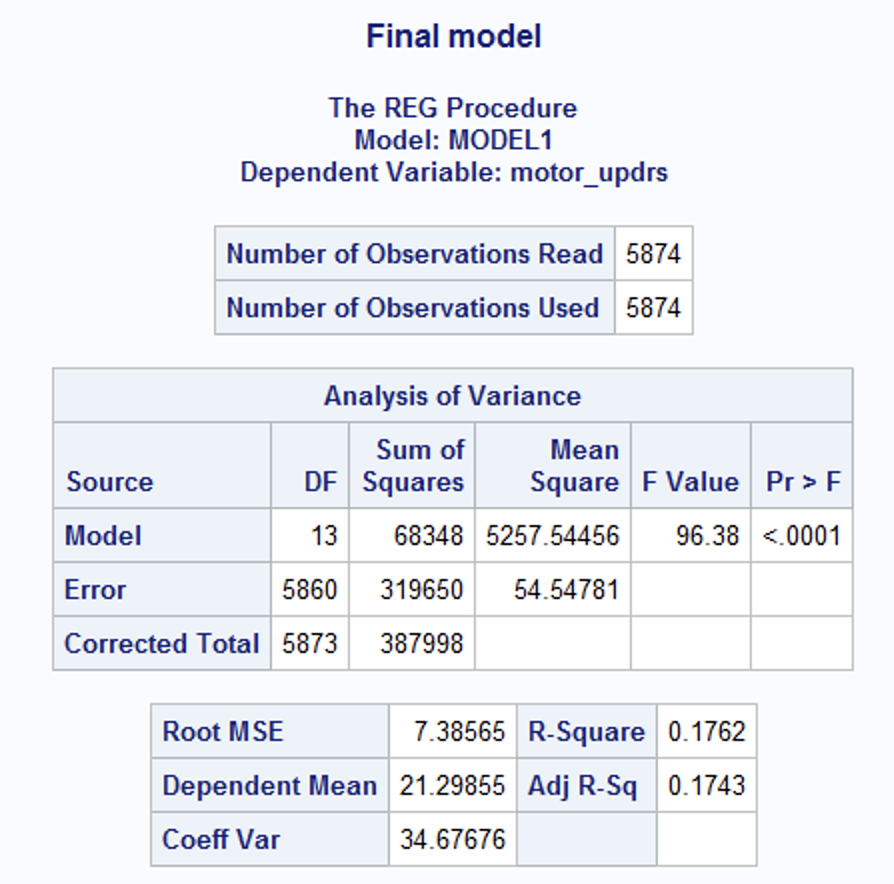 Final model
The REG Procedure
Model: MODEL1
Dependent Variable: motor_updrs
Number of Observations Read 5874
Number of Observations Used 5874
Analysis of Variance
Source DF Sum of Squares Mean Square F Value Pr > F
Model 13 68348 5257.54456 96.38 <.0001
Error 5860 319650 54.54781
Corrected Total 5873 387998
Root MSE 7.38565 R-Square 0.1762
Dependent Mean 21.29855 Adj R-Sq 0.1743
Coeff Var 34.67676